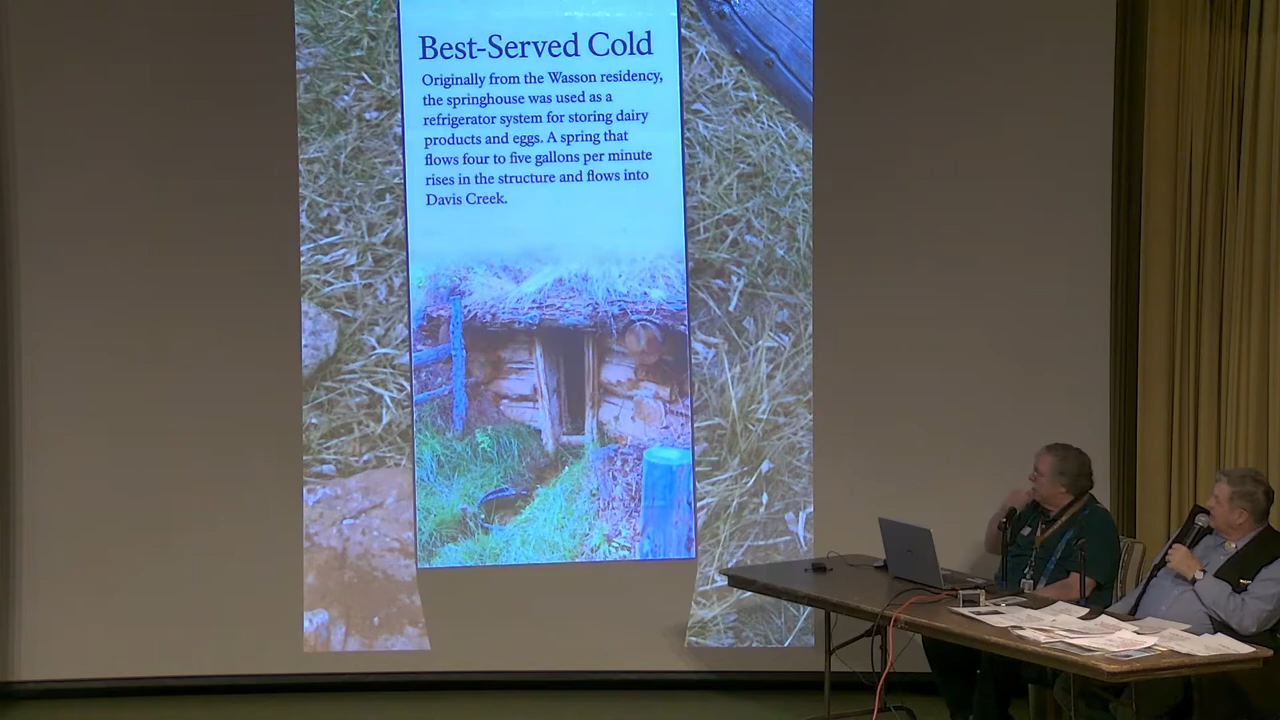 Best-Served Cold
Originally from the Wasson residency,
the springhouse was used as a
refrigerator system for storing dairy
products and eggs. A spring that
flows four to five gallons per minute
rises in the structure and flows into
Davis Creek.